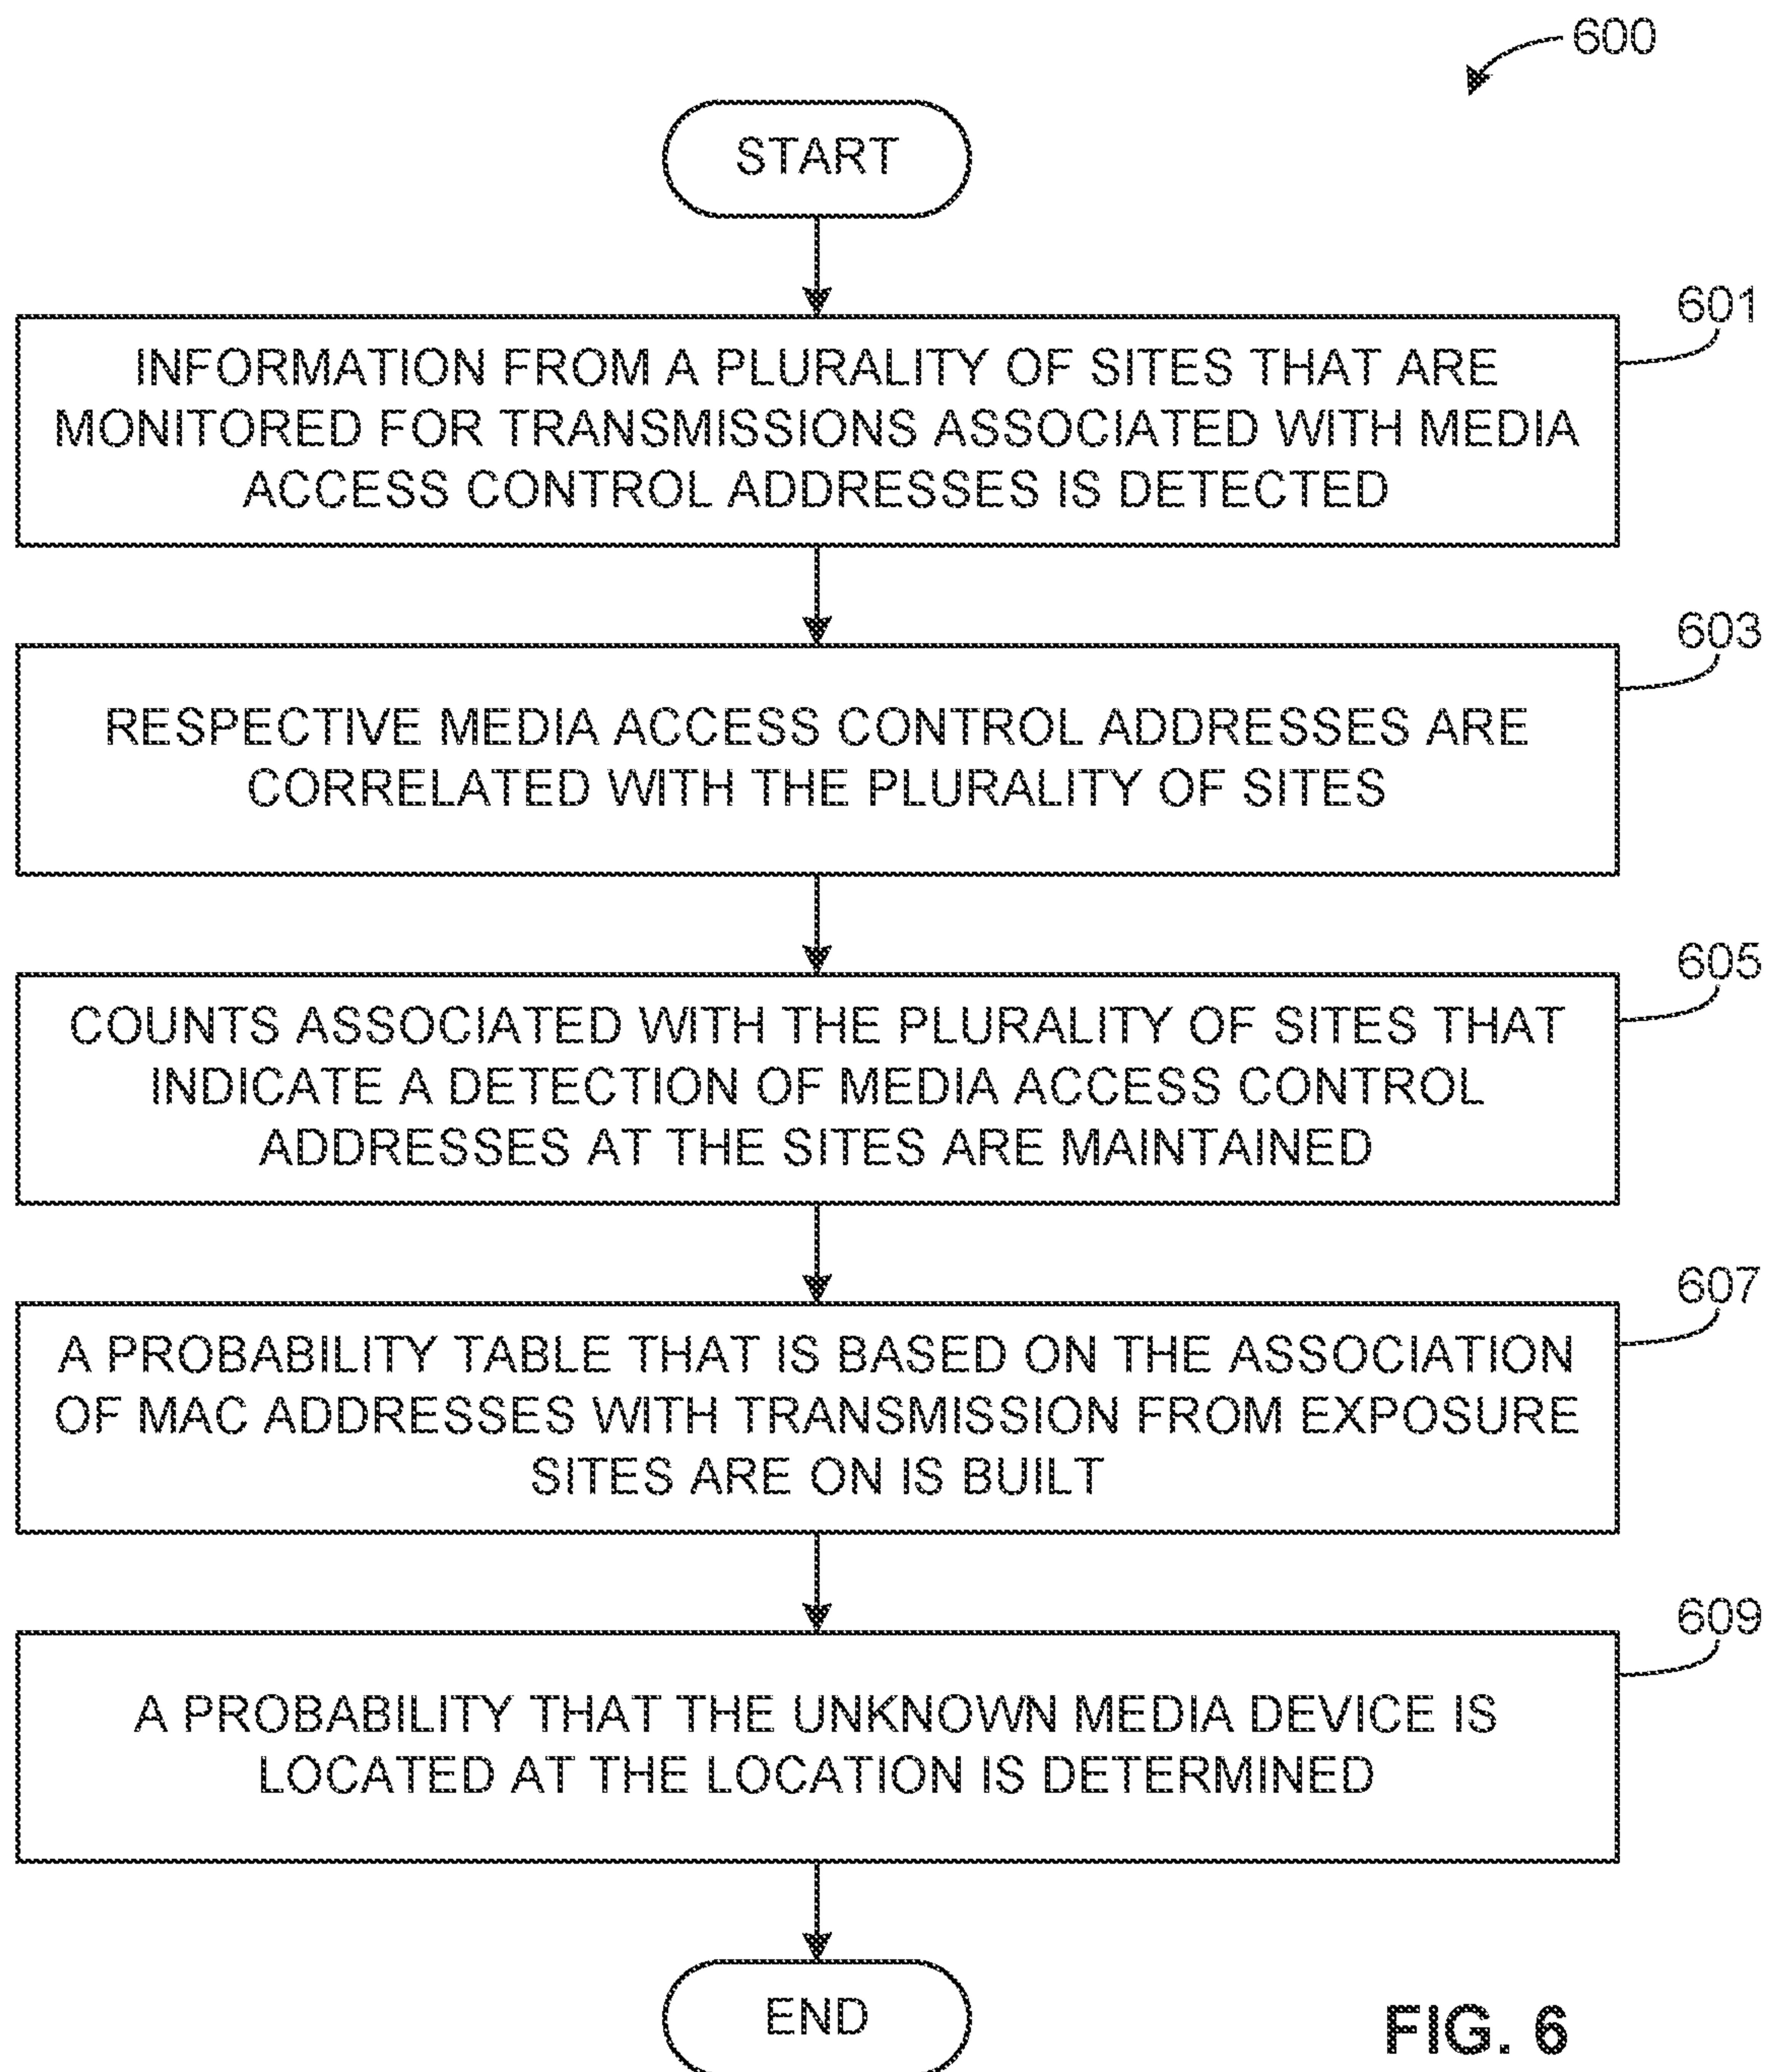 600
START
601
INFORMATION FROM A PLURALITY OF SITES THAT ARE
MONITORED FOR TRANSMISSIONS ASSOCIATED WITH MEDIA
ACCESS CONTROL ADDRESSES IS DETECTED
603
RESPECTIVE MEDIA ACCESS CONTROL ADDRESSES ARE
CORRELATED WITH THE PLURALITY OF SITES
605
COUNTS ASSOCIATED WITH THE PLURALITY OF SITES THAT
INDICATE A DETECTION OF MEDIA ACCESS CONTROL
ADDRESSES AT THE SITES ARE MAINTAINED
607
A PROBABILITY TABLE THAT IS BASED ON THE ASSOCIATION
OF MAC ADDRESSES WITH TRANSMISSION FROM EXPOSURE
SITES ARE ON IS BUILT
609
A PROBABILITY THAT THE UNKNOWN MEDIA DEVICE IS
LOCATED AT THE LOCATION IS DETERMINED
END
FIG. 6